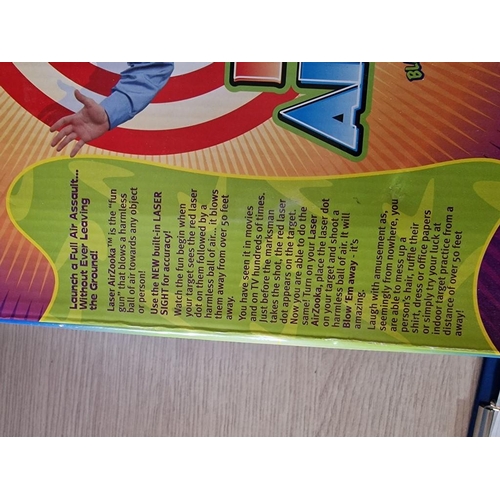 Launch a Full Air Assault...
Without Ever Leaving
the Ground!
Laser AirZooka™ is the "fun
gun" that blows a harmless
ball of air towards any object
or person!
Use the NEW built-in LASER
SIGHT for accuracy!
Watch the fun begin when
your target sees the red laser
dot on them followed by a
harmless ball of air... it blows
them away from over 50 feet
away.
You have seen it in movies
and on TV hundreds of times.
Just before the marksman
takes the shot, the red laser
dot appears on the target.
Now you are able to do the
same! Turn on your Laser
AirZooka, place the laser dot
on your target and shoot a
harmless ball of air. It will
Blow 'Em away - it's
amazing.
Laugh with amusement as,
seemingly from nowhere, you
are able to mess up a
person's hair, ruffle their
shirt, dress or curtains, papers
or simply try your luck at
indoor target practice from a
distance of over 50 feet
away!